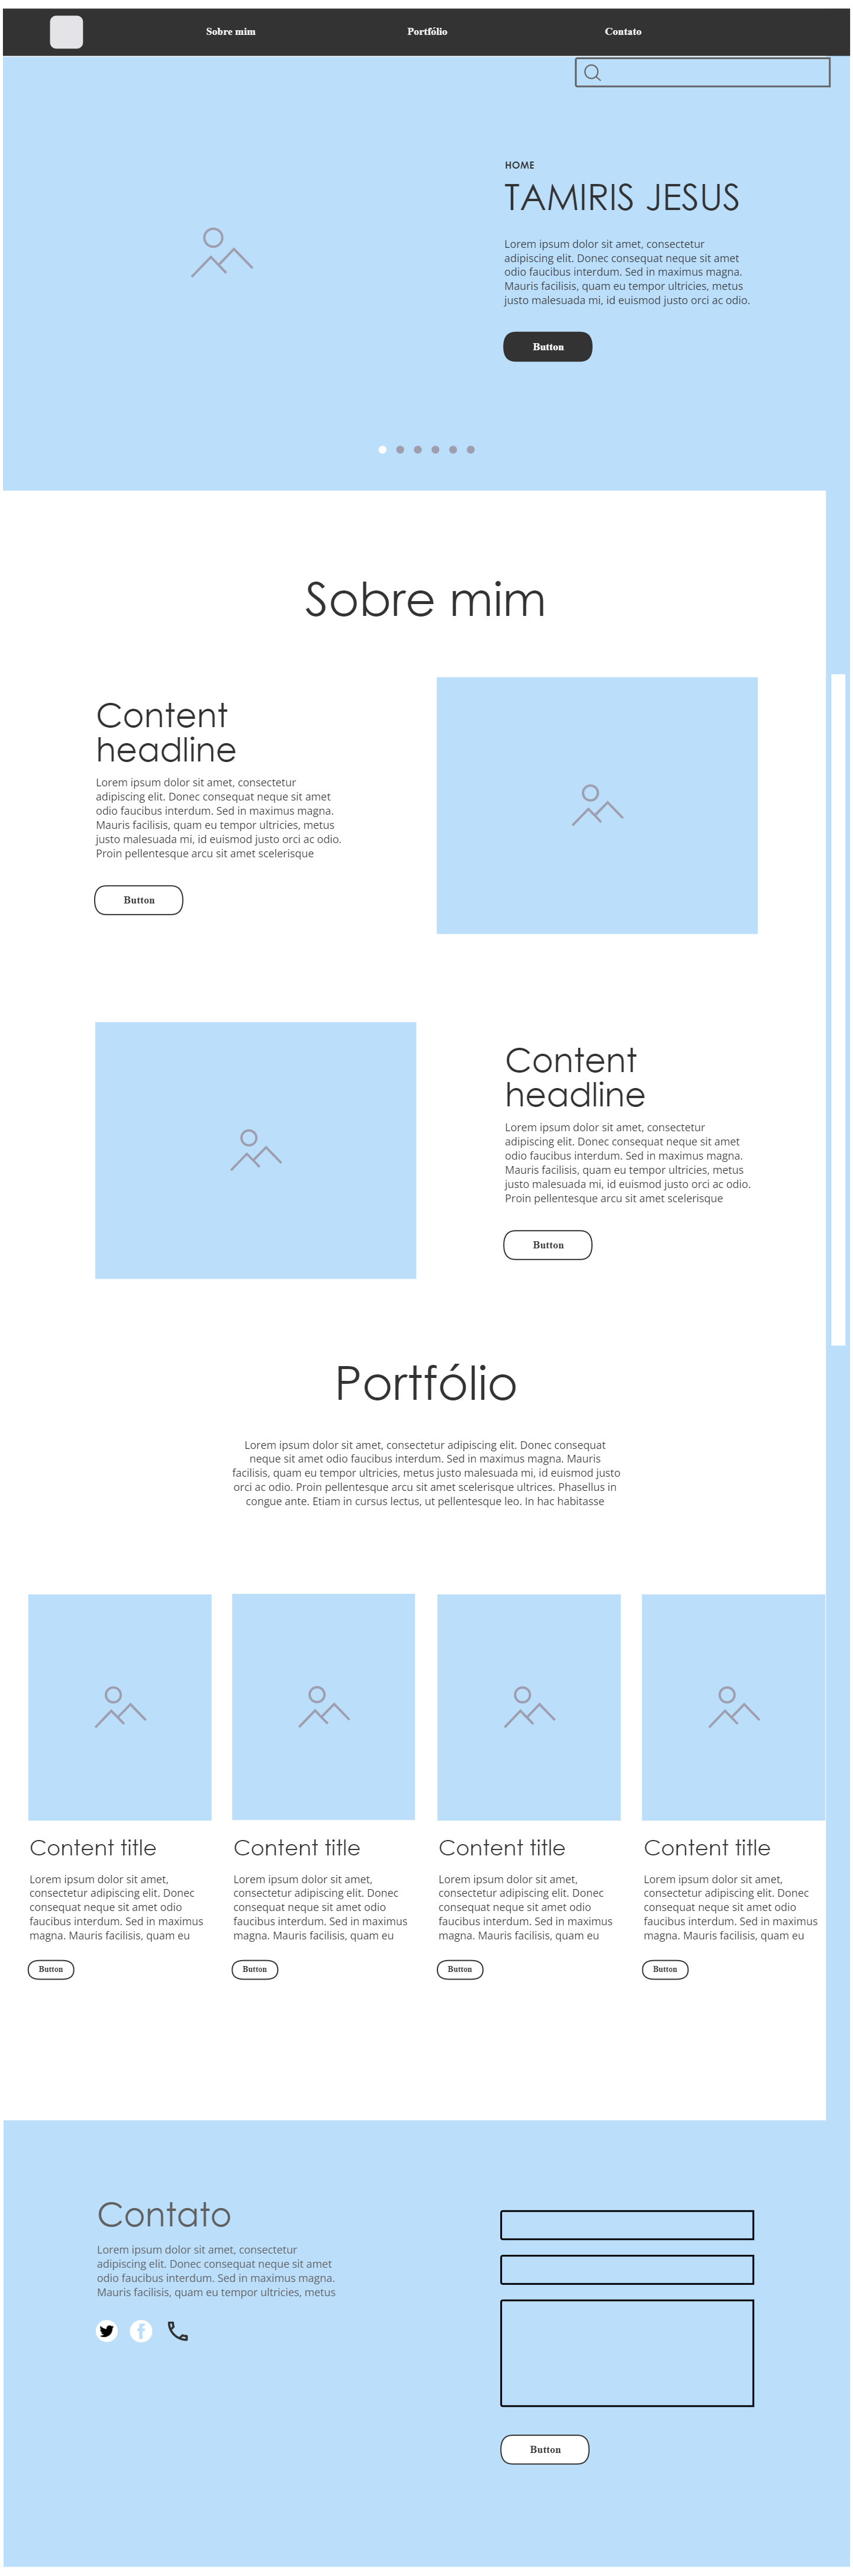 Sobre mim
Portfólio
Contato
HOME
TAMIRIS JESUS
Lorem ipsum dolor sit amet, consectetur
adipiscing elit. Donec consequat neque sit amet
odio faucibus interdum. Sed in maximus magna.
Mauris facilisis, quam eu tempor ultricies, metus
justo malesuada mi, id euismod justo orci ac odio.
Button
Sobre mim
Content
headline
Lorem ipsum dolor sit amet, consectetur
adipiscing elit. Donec consequat neque sit amet
odio faucibus interdum. Sed in maximus magna.
Mauris facilisis, quam eu tempor ultricies, metus
justo malesuada mi, id euismod justo orci ac odio.
Proin pellentesque arcu sit amet scelerisque
Button
Content
headline
Lorem ipsum dolor sit amet, consectetur
adipiscing elit. Donec consequat neque sit amet
odio faucibus interdum. Sed in maximus magna.
Mauris facilisis, quam eu tempor ultricies, metus
justo malesuada mi, id euismod justo orci ac odio.
Proin pellentesque arcu sit amet scelerisque
Button
Portfólio
Lorem ipsum dolor sit amet, consectetur adipiscing elit. Donec consequat
neque sit amet odio faucibus interdum. Sed in maximus magna. Mauris
facilisis, quam eu tempor ultricies, metus justo malesuada mi, id euismod justo
orci ac odio. Proin pellentesque arcu sit amet scelerisque ultrices. Phasellus in
congue ante. Etiam in cursus lectus, ut pellentesque leo. In hac habitasse
Content title
Lorem ipsum dolor sit amet,
consectetur adipiscing elit. Donec
consequat neque sit amet odio
faucibus interdum. Sed in maximus
magna. Mauris facilisis, quam eu
Button
Content title
Lorem ipsum dolor sit amet,
consectetur adipiscing elit. Donec
consequat neque sit amet odio
faucibus interdum. Sed in maximus
magna. Mauris facilisis, quam eu
Button
Content title
Lorem ipsum dolor sit amet,
consectetur adipiscing elit. Donec
consequat neque sit amet odio
faucibus interdum. Sed in maximus
magna. Mauris facilisis, quam eu
Button
Content title
Lorem ipsum dolor sit amet,
consectetur adipiscing elit. Donec
consequat neque sit amet odio
faucibus interdum. Sed in maximus
magna. Mauris facilisis, quam eu
Button
Contato
Lorem ipsum dolor sit amet, consectetur
adipiscing elit. Donec consequat neque sit amet
odio faucibus interdum. Sed in maximus magna.
Mauris facilisis, quam eu tempor ultricies, metus
Button